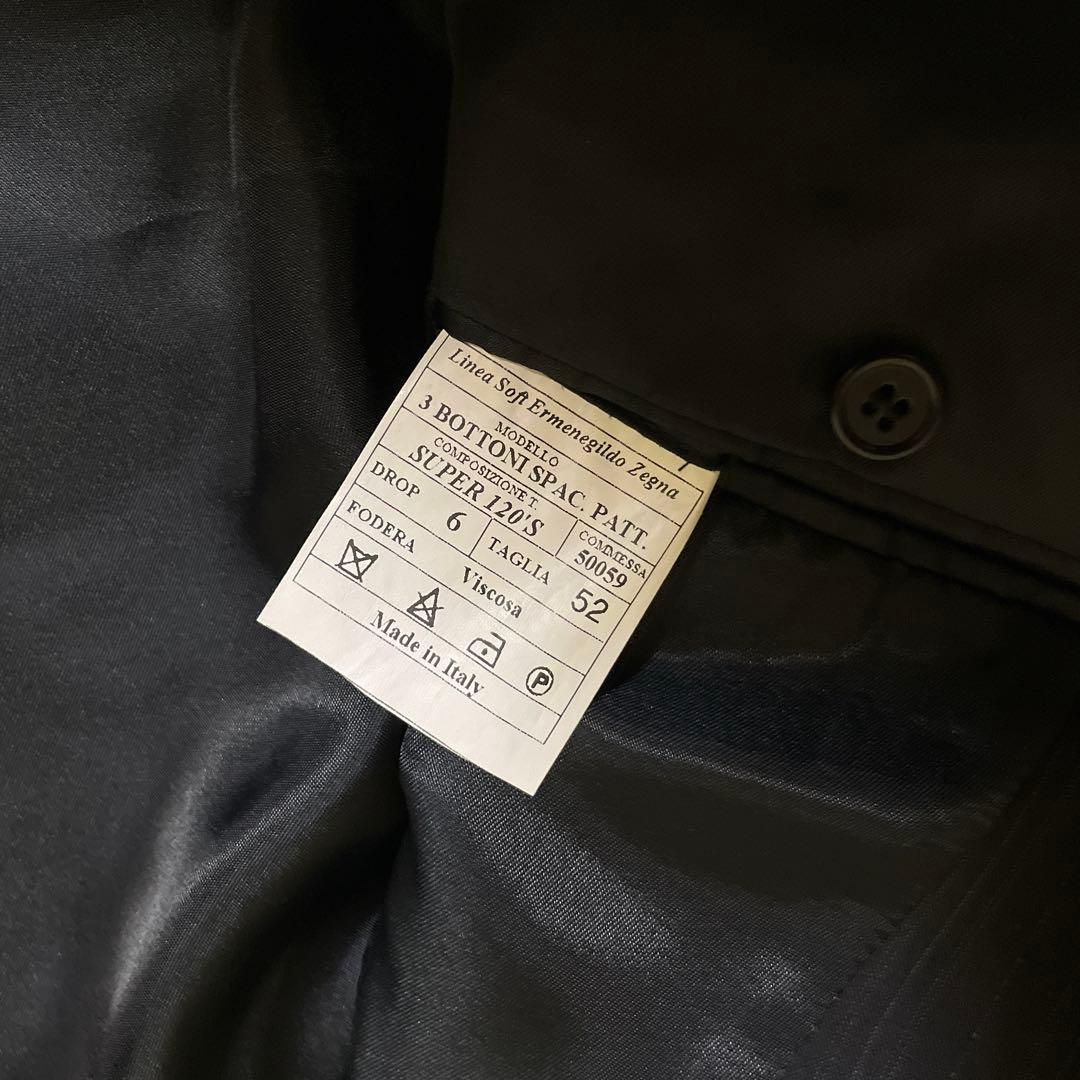 Linea Soft Ermenegildo Zegna
MODELLO
3 BOTTONI SPAC. PATT.
COMPOSIZIONE T.
SUPER 120'S
COMMESSA
50059
DROP 6
TAGLIA 52
FODERA Viscosa
P
Made in Italy